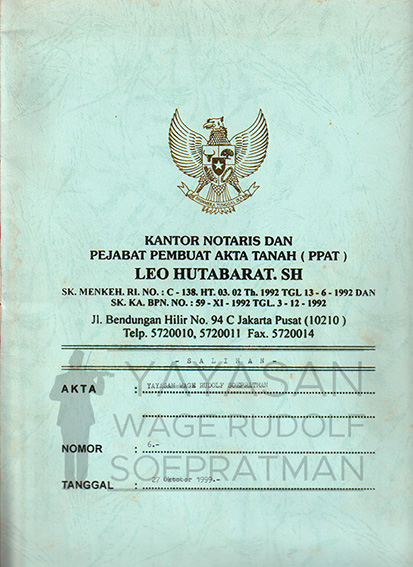 KANTOR NOTARIS DAN
PEJABAT PEMBUAT AKTA TANAH ( PPAT )
LEO HUTABARAT. SH
SK. MENKEH. RI. NO. : C - 138. HT. 03. 02 Th. 1992 TGL 13 - 6 - 1992 DAN
SK. KA. BPN. NO. : 59 - XI - 1992 TGL. 3 - 12 - 1992
Jl. Bendungan Hilir No. 94 C Jakarta Pusat (10210 )
Telp. 5720010, 5720011 Fax. 5720014
- S A L I N A N -
AKTA : YAYASAN WAGE RUDOLF SOEPRATMAN
NOMOR : 6.-
TANGGAL : 27 Oktober 1999.-
YAYASAN
WAGE RUDOLF
SOEPRATMAN